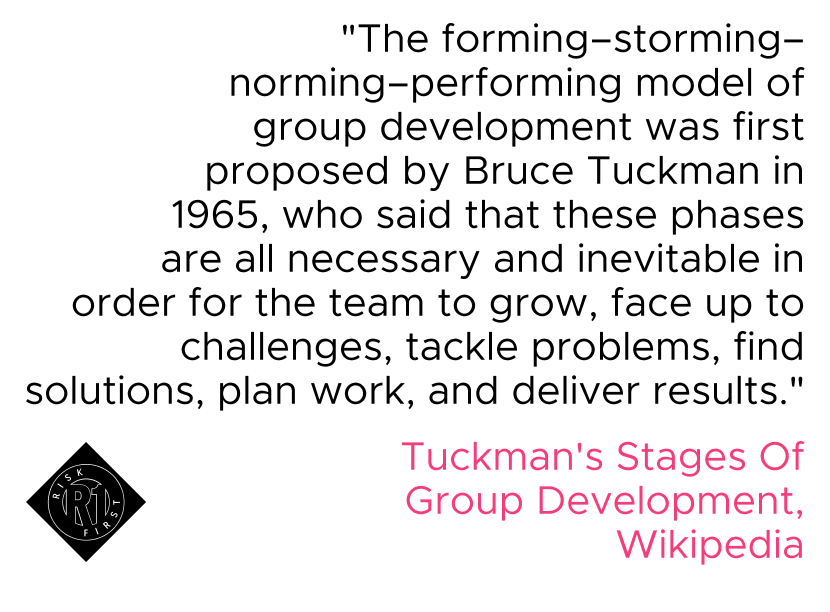 "The forming–storming–
norming–performing model of
group development was first
proposed by Bruce Tuckman in
1965, who said that these phases
are all necessary and inevitable in
order for the team to grow, face up to
challenges, tackle problems, find
solutions, plan work, and deliver results."
Tuckman's Stages Of
Group Development,
Wikipedia
RISK
R1
FIRST